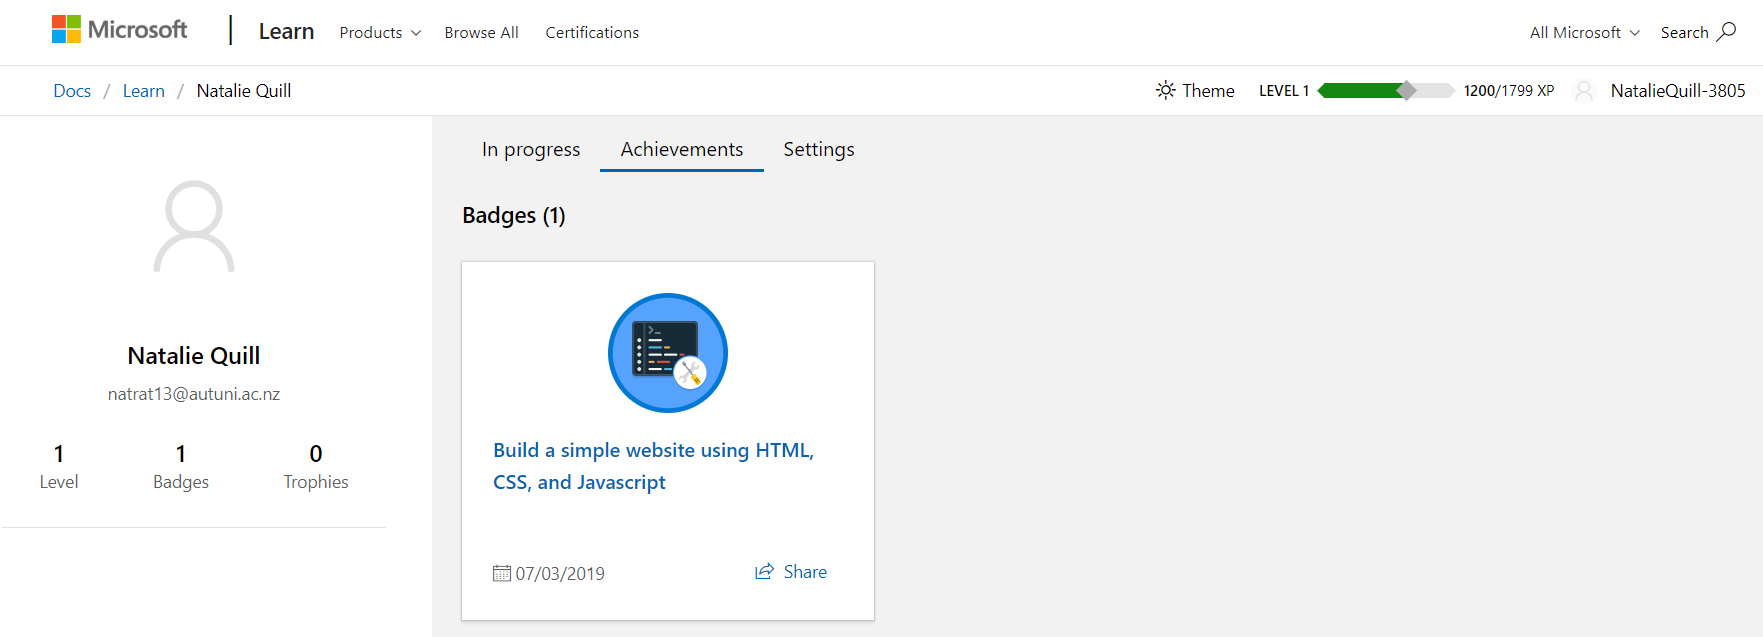 Microsoft | Learn Products Browse All Certifications All Microsoft Search
Docs / Learn / Natalie Quill Theme LEVEL 1 1200/1799 XP NatalieQuill-3805
In progress Achievements Settings
Badges (1)
Natalie Quill
natrat13@autuni.ac.nz
1 1 0
Level Badges Trophies
Build a simple website using HTML,
CSS, and Javascript
07/03/2019 Share